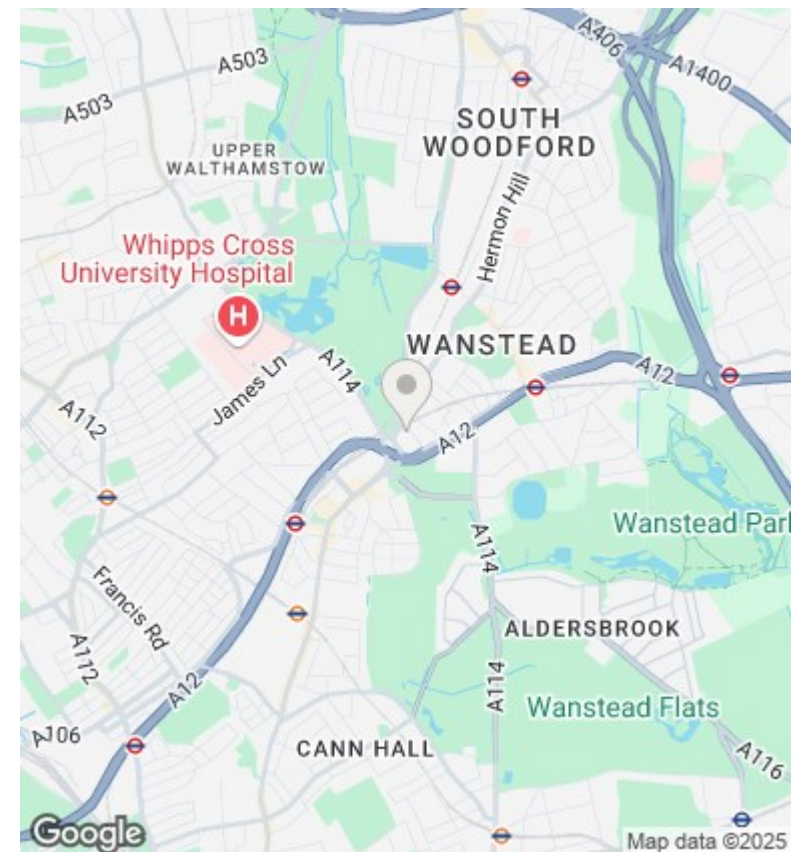 A503
A503
A406
A1400
SOUTH
WOODFORD
UPPER
WALTHAMSTOW
Hermon Hill
Whipps Cross
University Hospital
H
WANSTEAD
A114
James Ln
A12
A112
A12
Wanstead Park
A114
Francis Rd
ALDERSBROOK
A112
A114
A12
Wanstead Flats
A106
CANN HALL
A116
Google
Map data ©2025